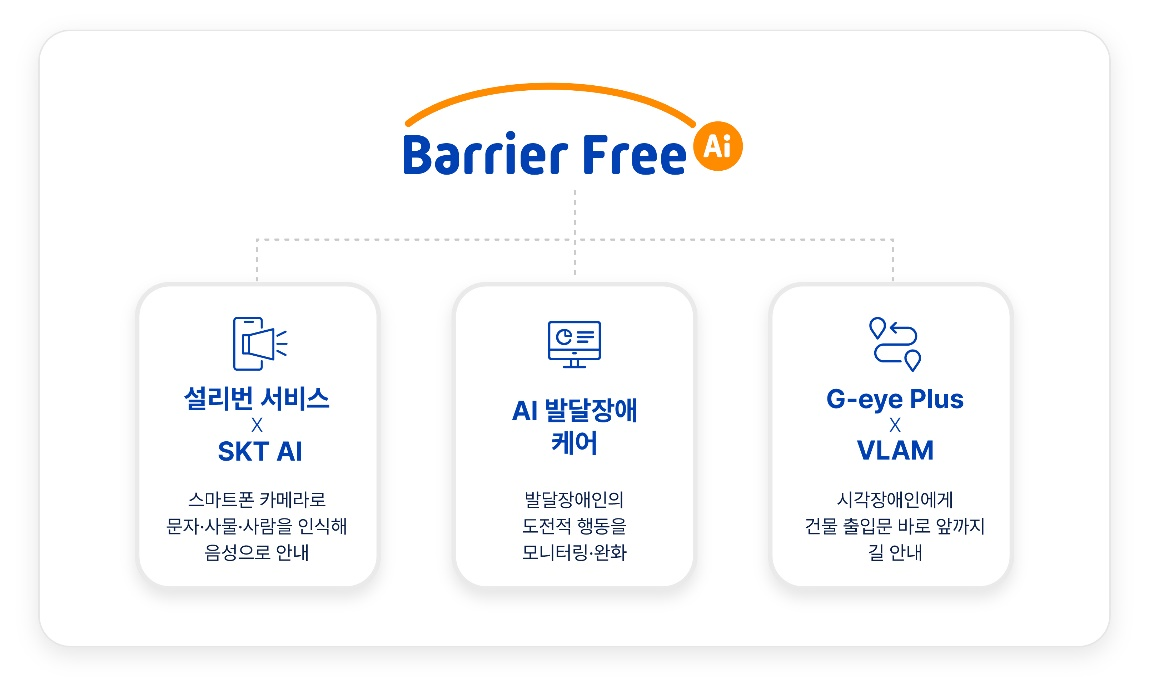 Barrier Free Ai
설리번 서비스
X
SKT AI
스마트폰 카메라로
문자·사물·사람을 인식해
음성으로 안내
AI 발달장애
케어
발달장애인의
도전적 행동을
모니터링·완화
G-eye Plus
X
VLAM
시각장애인에게
건물 출입문 바로 앞까지
길 안내